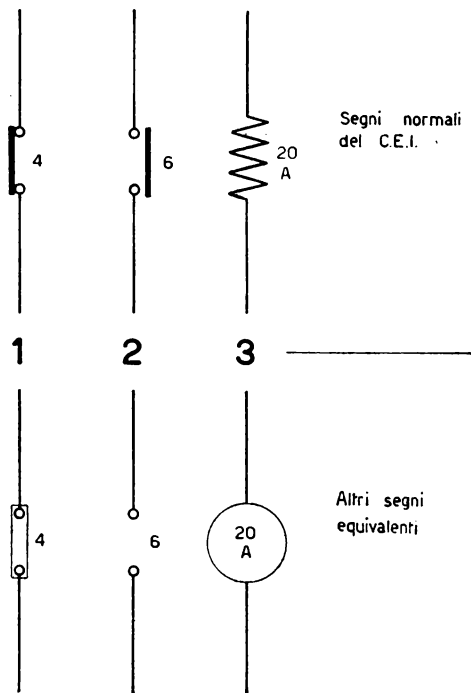 4
6
20
A
Segni normali
del C.E.I.
1
2
3
4
6
20
A
Altri segni
equivalenti